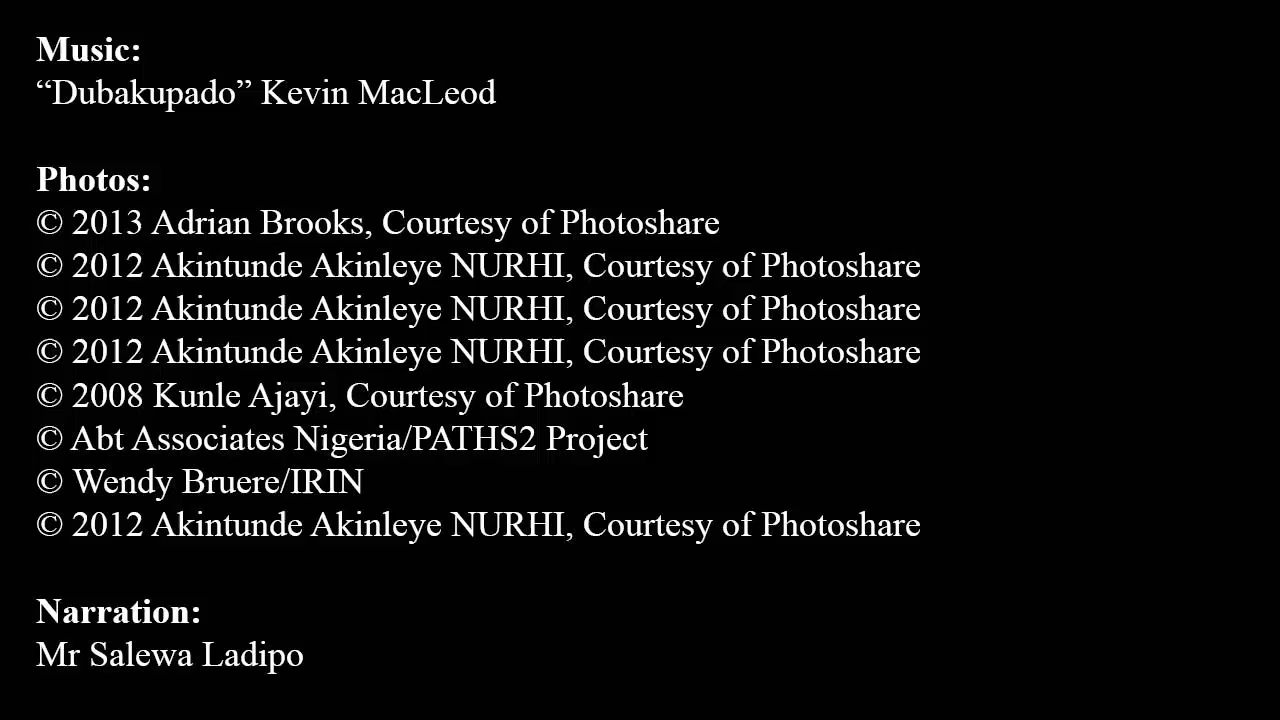 Music:
“Dubakupado” Kevin MacLeod
Photos:
© 2013 Adrian Brooks, Courtesy of Photoshare
© 2012 Akintunde Akinleye NURHI, Courtesy of Photoshare
© 2012 Akintunde Akinleye NURHI, Courtesy of Photoshare
© 2012 Akintunde Akinleye NURHI, Courtesy of Photoshare
© 2008 Kunle Ajayi, Courtesy of Photoshare
© Abt Associates Nigeria/PATHS2 Project
© Wendy Bruere/IRIN
© 2012 Akintunde Akinleye NURHI, Courtesy of Photoshare
Narration:
Mr Salewa Ladipo